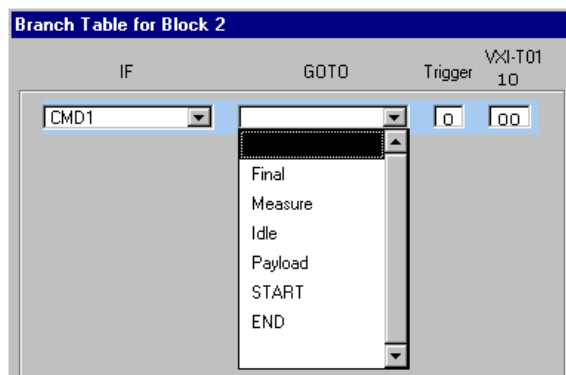 Branch Table for Block 2
IF GOTO Trigger VXI-T01
10
CMD1 0 00
Final
Measure
Idle
Payload
START
END